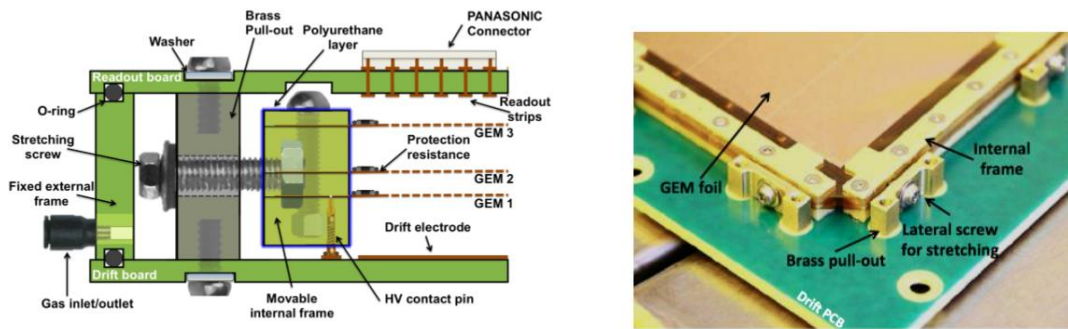 Washer
Brass
Pull-out
Polyurethane
layer
PANASONIC
Connector
Readout board
O-ring
Stretching
screw
Fixed external
frame
Readout
strips
GEM 3
Protection
resistance
GEM 2
GEM 1
Drift electrode
Drift board
Gas inlet/outlet
Movable
internal frame
HV contact pin
GEM foil
Internal
frame
Lateral screw
for stretching
Brass pull-out
Drift PCB